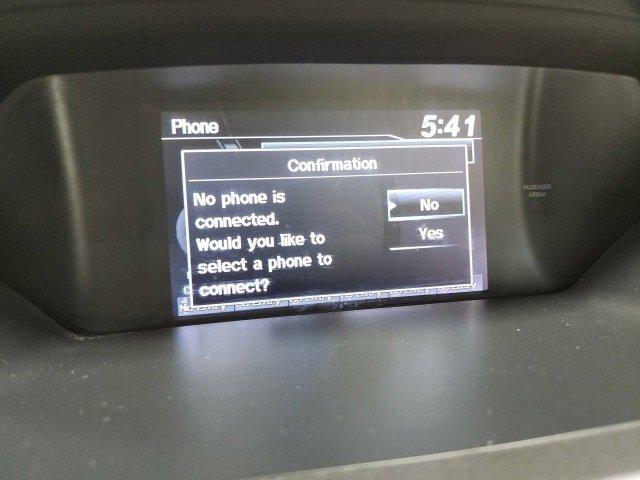 Phone 5:41
Confirmation
No phone is
connected.
Would you like to
select a phone to
connect?
No
Yes
PASSENGER
AIRBAG